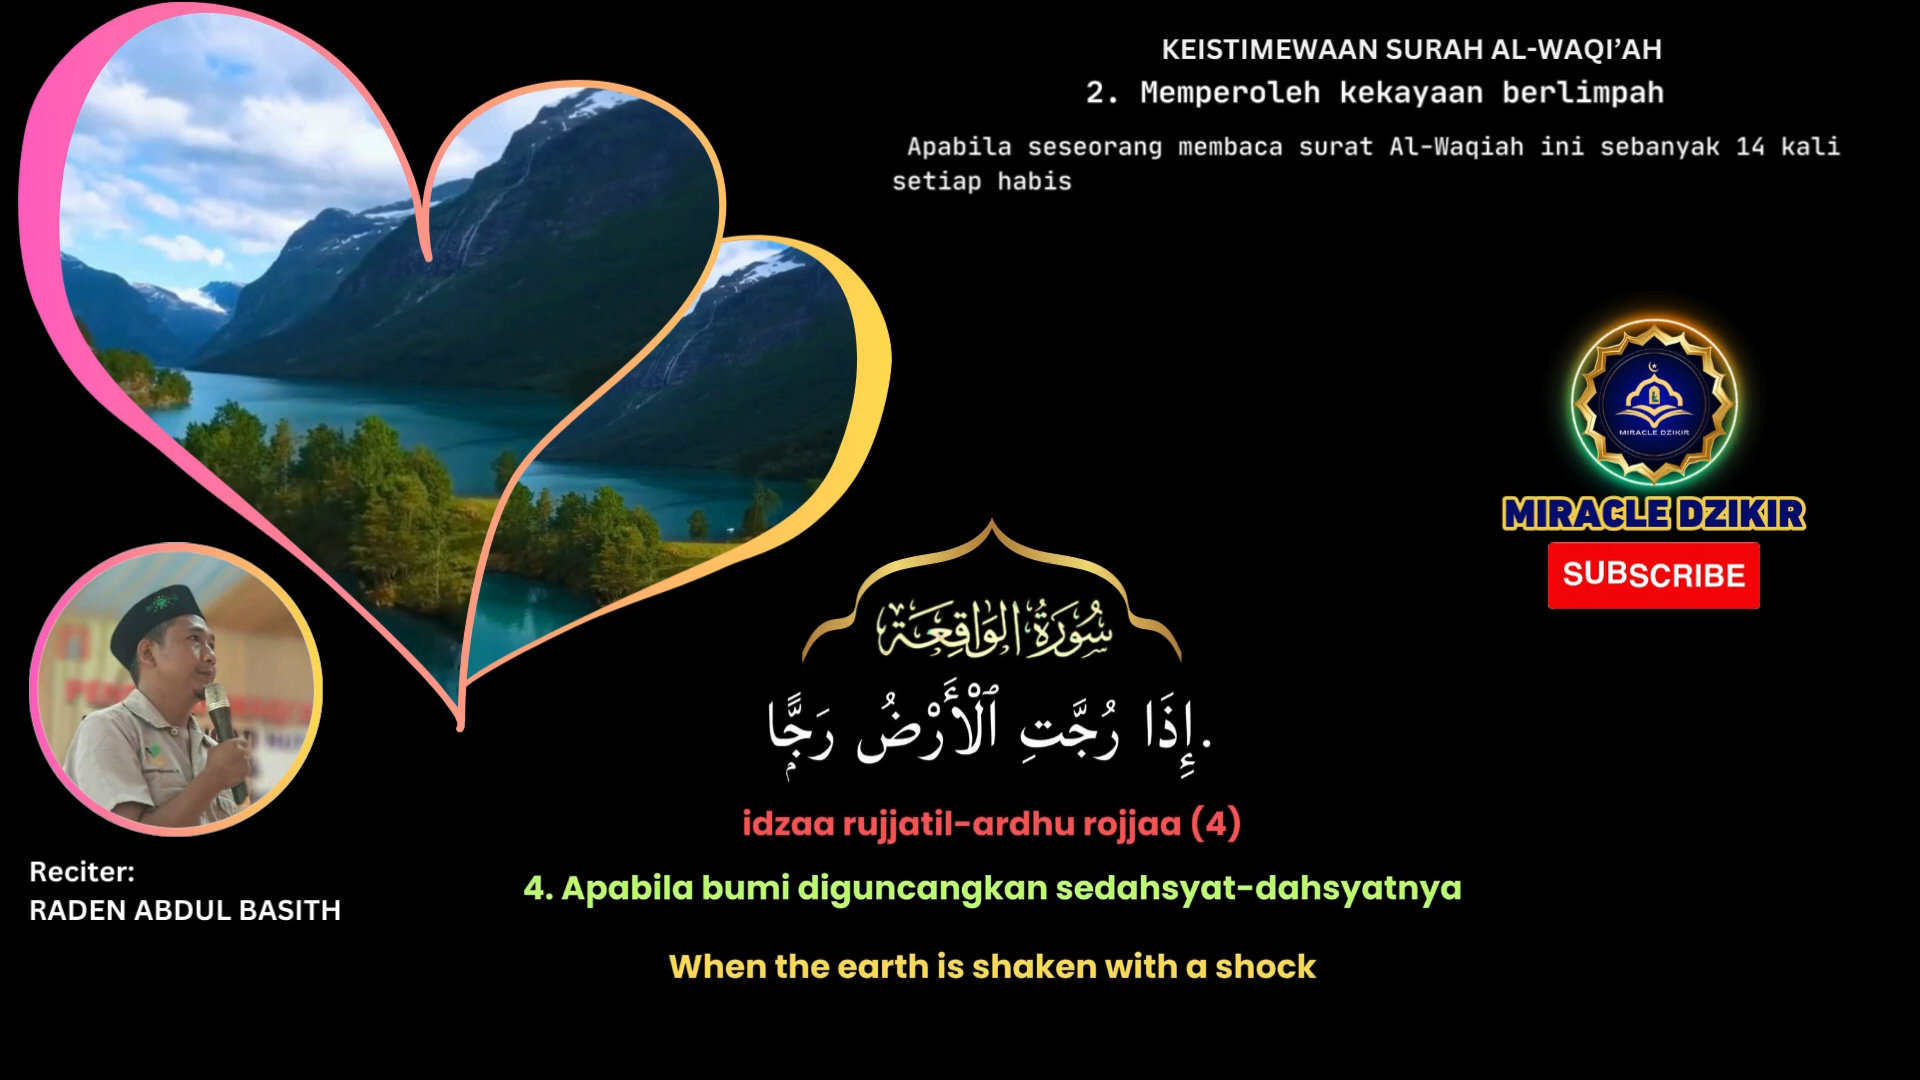 KEISTIMEWAAN SURAH AL-WAQI’AH
2. Memperoleh kekayaan berlimpah
Apabila seseorang membaca surat Al-Waqiah ini sebanyak 14 kali
setiap habis
MIRACLE DZIKIR
MIRACLE DZIKIR
SUBSCRIBE
سُورَةُ الوَاقِعَة
إِذَا رُجَّتِ ٱلْأَرْضُ رَجًّۭا.
idzaa rujjatil-ardhu rojjaa (4)
4. Apabila bumi diguncangkan sedahsyat-dahsyatnya
When the earth is shaken with a shock
Reciter:
RADEN ABDUL BASITH